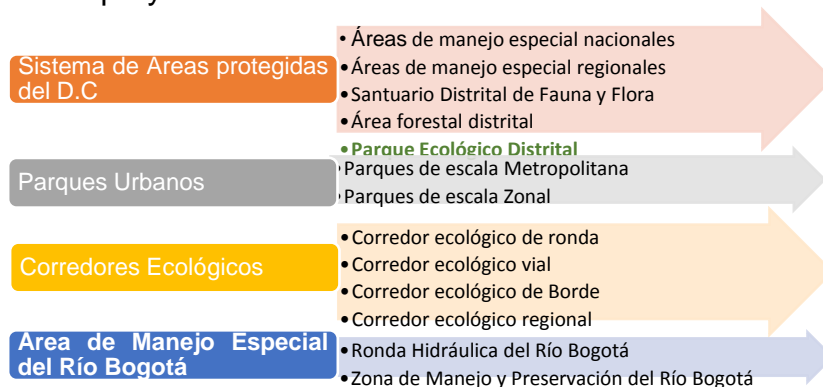 Sistema de Areas protegidas
del D.C
• Áreas de manejo especial nacionales
• Áreas de manejo especial regionales
• Santuario Distrital de Fauna y Flora
• Área forestal distrital
• Parque Ecológico Distrital
Parques Urbanos
• Parques de escala Metropolitana
• Parques de escala Zonal
Corredores Ecológicos
• Corredor ecológico de ronda
• Corredor ecológico vial
• Corredor ecológico de Borde
• Corredor ecológico regional
Área de Manejo Especial
del Río Bogotá
• Ronda Hidráulica del Río Bogotá
• Zona de Manejo y Preservación del Río Bogotá